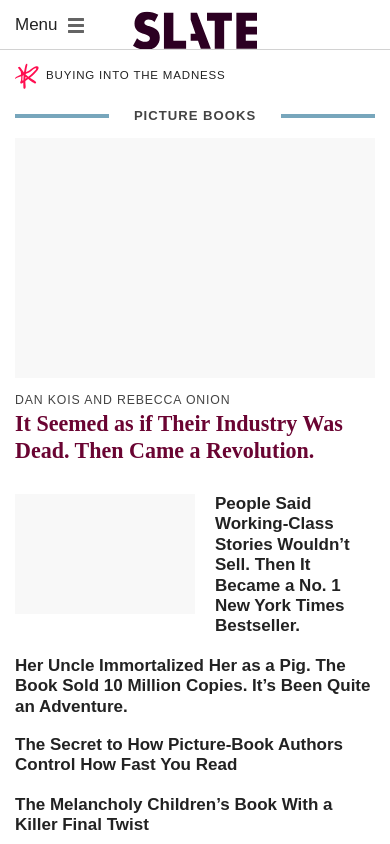 Menu
SLATE
BUYING INTO THE MADNESS
PICTURE BOOKS
DAN KOIS AND REBECCA ONION
It Seemed as if Their Industry Was
Dead. Then Came a Revolution.
People Said
Working-Class
Stories Wouldn’t
Sell. Then It
Became a No. 1
New York Times
Bestseller.
Her Uncle Immortalized Her as a Pig. The
Book Sold 10 Million Copies. It’s Been Quite
an Adventure.
The Secret to How Picture-Book Authors
Control How Fast You Read
The Melancholy Children’s Book With a
Killer Final Twist